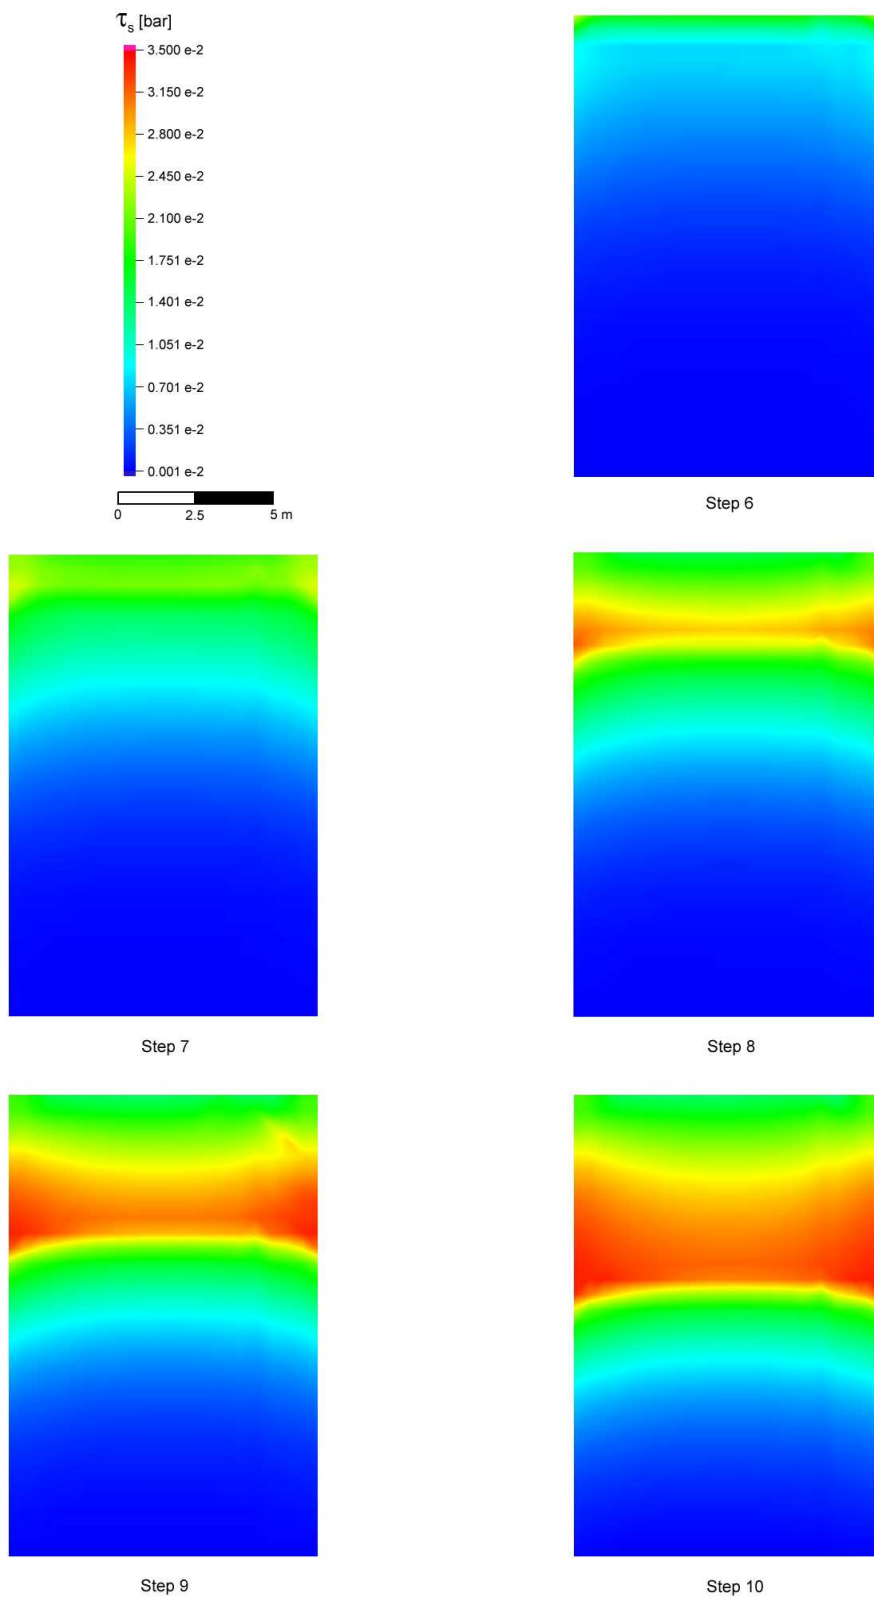 τs [bar]
3.500 e-2
3.150 e-2
2.800 e-2
2.450 e-2
2.100 e-2
1.751 e-2
1.401 e-2
1.051 e-2
0.701 e-2
0.351 e-2
0.001 e-2
0 2.5 5 m
Step 6
Step 7 Step 8
Step 9 Step 10